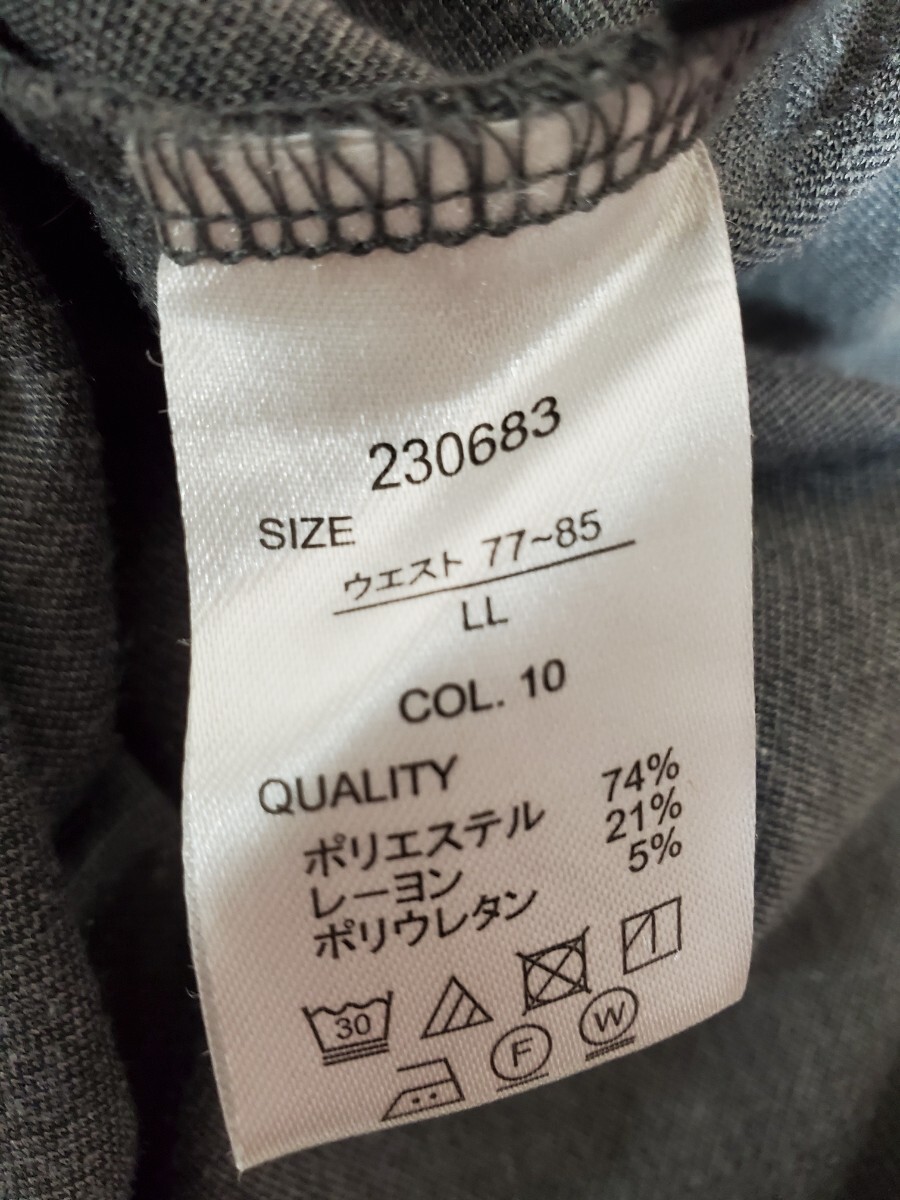 230683
SIZE
ウエスト 77~85
LL
COL. 10
QUALITY
ポリエステル 74%
レーヨン 21%
ポリウレタン 5%
30
F
W